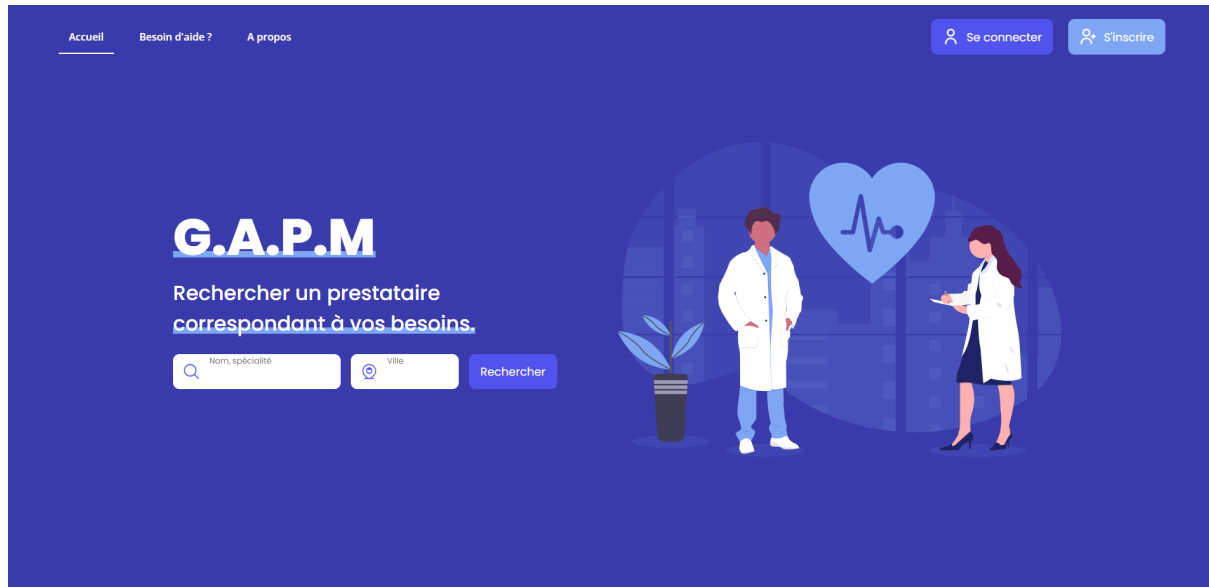 Accueil
Besoin d'aide ?
A propos
Se connecter
S'inscrire
G.A.P.M
Rechercher un prestataire
correspondant à vos besoins.
Nom, spécialité
Ville
Rechercher